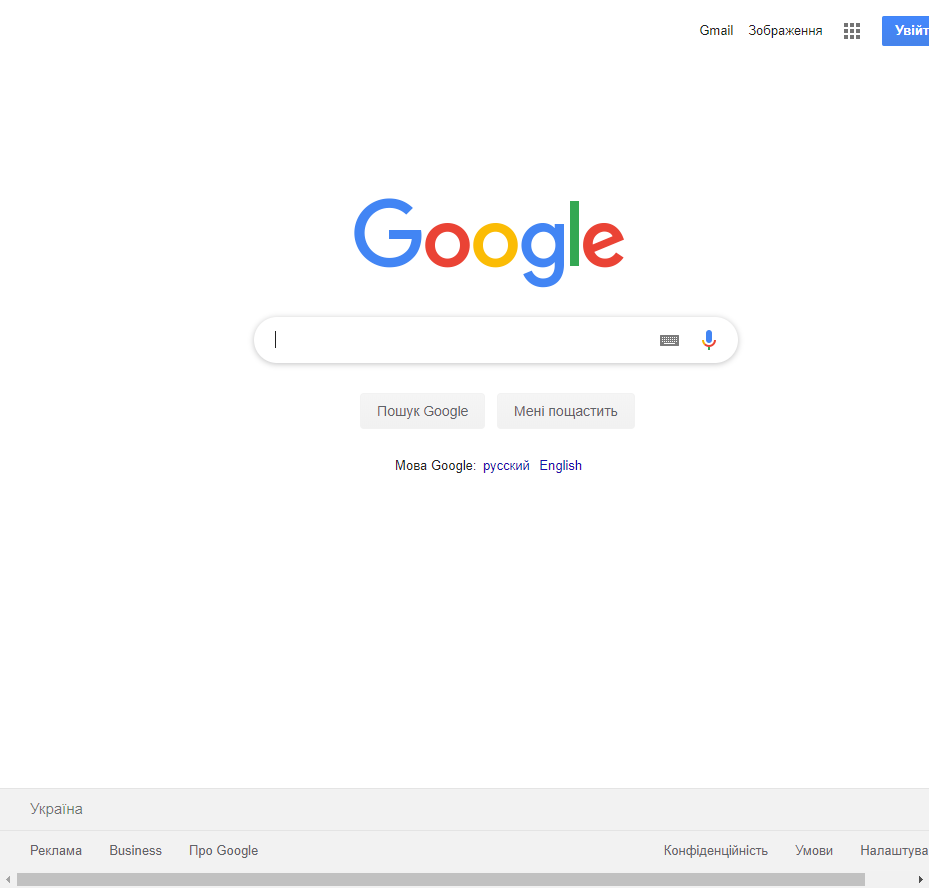 Gmail Зображення Увійт
Google
Пошук Google Мені пощастить
Мова Google: русский English
Україна
Реклама Business Про Google Конфіденційність Умови Налаштува